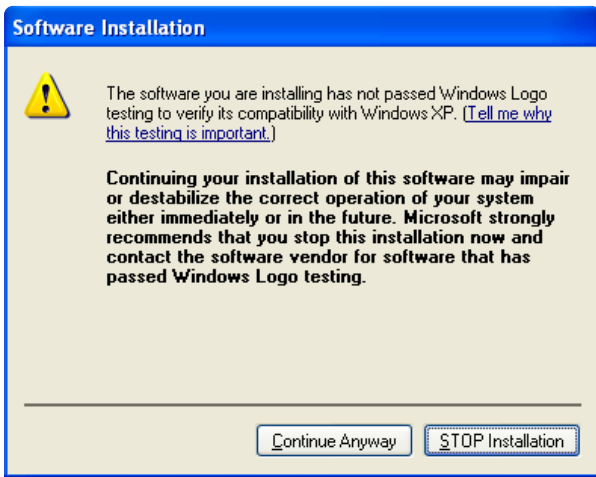 Software Installation
The software you are installing has not passed Windows Logo
testing to verify its compatibility with Windows XP. (Tell me why
this testing is important.)
Continuing your installation of this software may impair
or destabilize the correct operation of your system
either immediately or in the future. Microsoft strongly
recommends that you stop this installation now and
contact the software vendor for software that has
passed Windows Logo testing.
Continue Anyway
STOP Installation